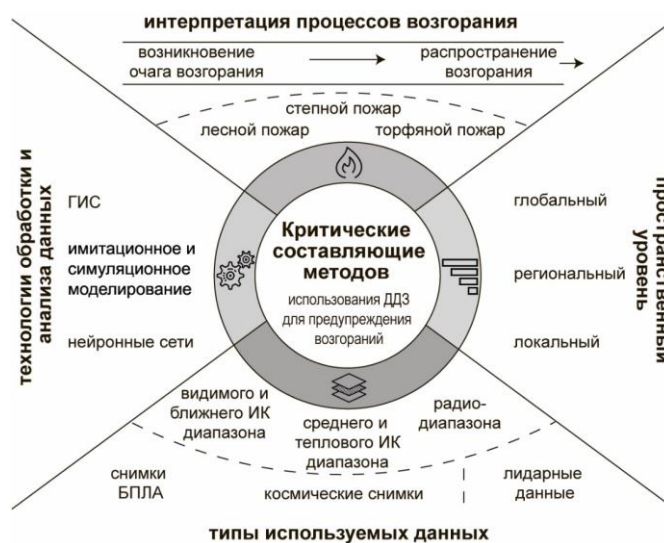 интерпретация процессов возгорания
возникновение
очага возгорания
распространение
возгорания
степной пожар
лесной пожар
торфяной пожар
технологии обработки и
анализа данных
ГИС
имитационное и
симуляционное
моделирование
нейронные сети
Критические
составляющие
методов
использования ДДЗ
для предупреждения
возгораний
глобальный
региональный
локальный
пространственный
уровень
видимого и
ближнего ИК
диапазона
среднего и
теплового ИК
диапазона
радио-
диапазона
снимки
БПЛА
космические снимки
лидарные
данные
типы используемых данных